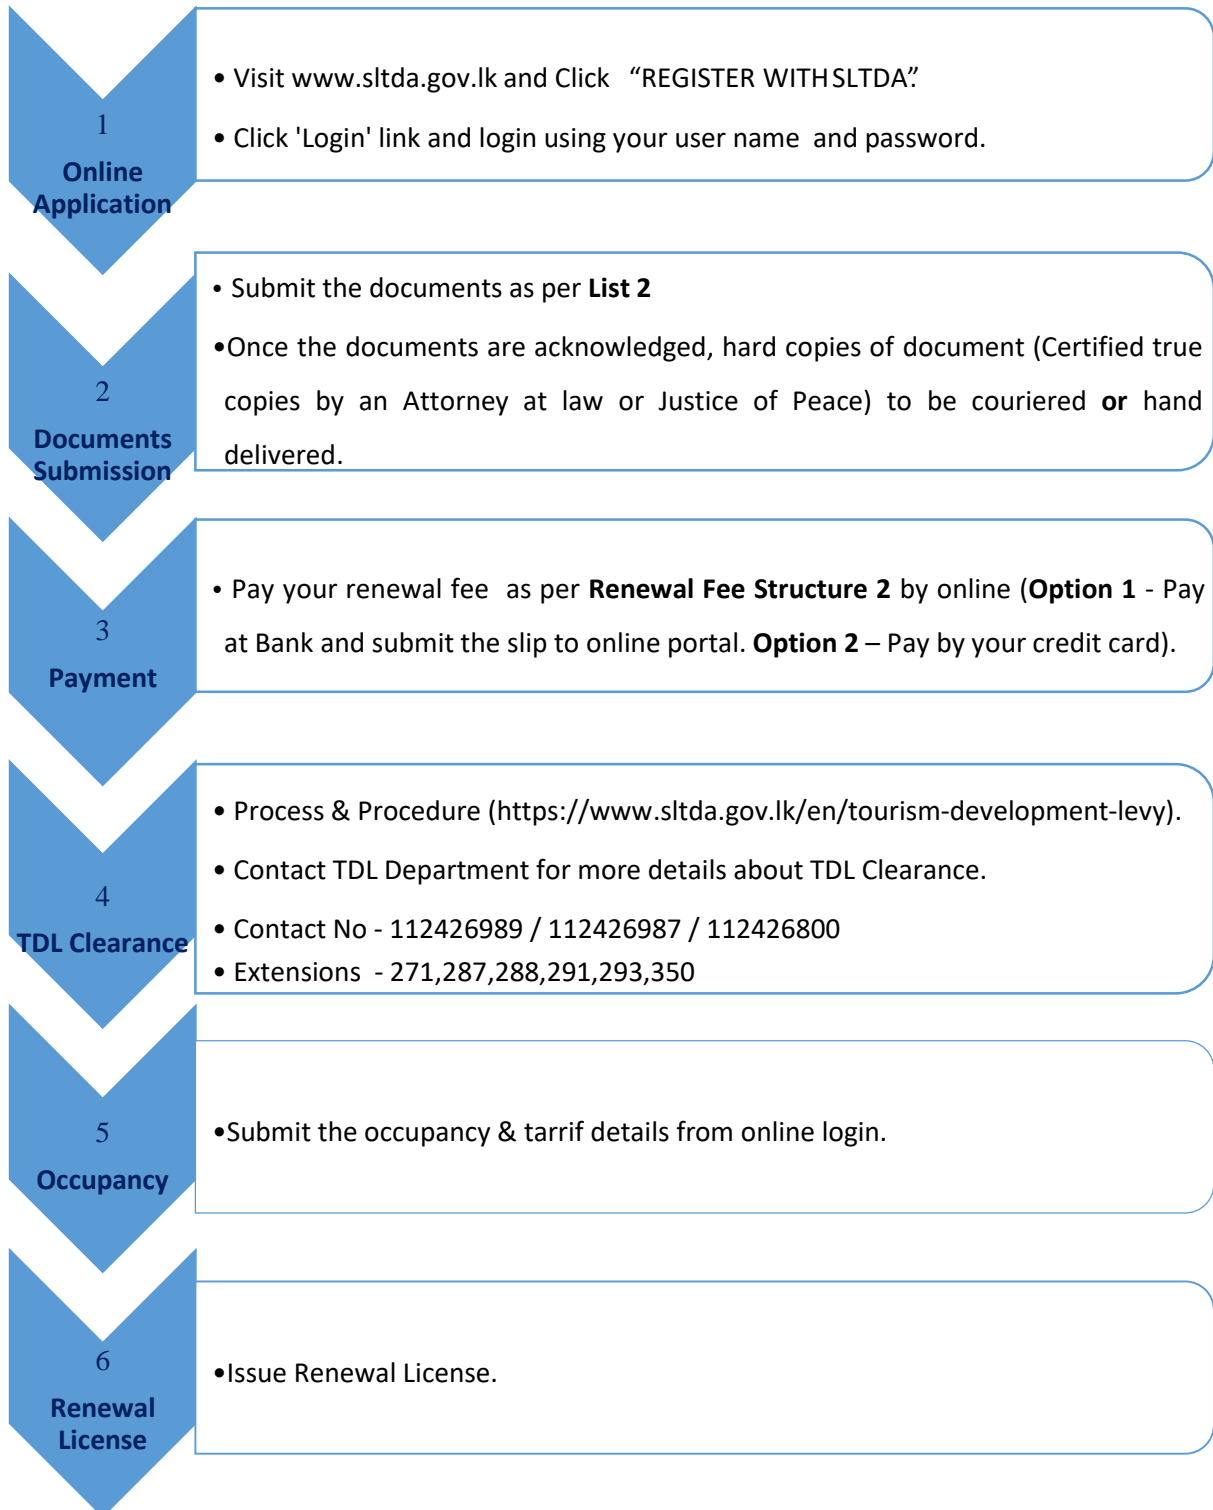 1
Online
Application
• Visit www.sltda.gov.lk and Click “REGISTER WITH SLTDA”.
• Click 'Login' link and login using your user name and password.
2
Documents
Submission
• Submit the documents as per List 2
•Once the documents are acknowledged, hard copies of document (Certified true
copies by an Attorney at law or Justice of Peace) to be couriered or hand
delivered.
3
Payment
• Pay your renewal fee as per Renewal Fee Structure 2 by online (Option 1 - Pay
at Bank and submit the slip to online portal. Option 2 – Pay by your credit card).
4
TDL Clearance
• Process & Procedure (https://www.sltda.gov.lk/en/tourism-development-levy).
• Contact TDL Department for more details about TDL Clearance.
• Contact No - 112426989 / 112426987 / 112426800
• Extensions - 271,287,288,291,293,350
5
Occupancy
•Submit the occupancy & tarrif details from online login.
6
Renewal
License
•Issue Renewal License.